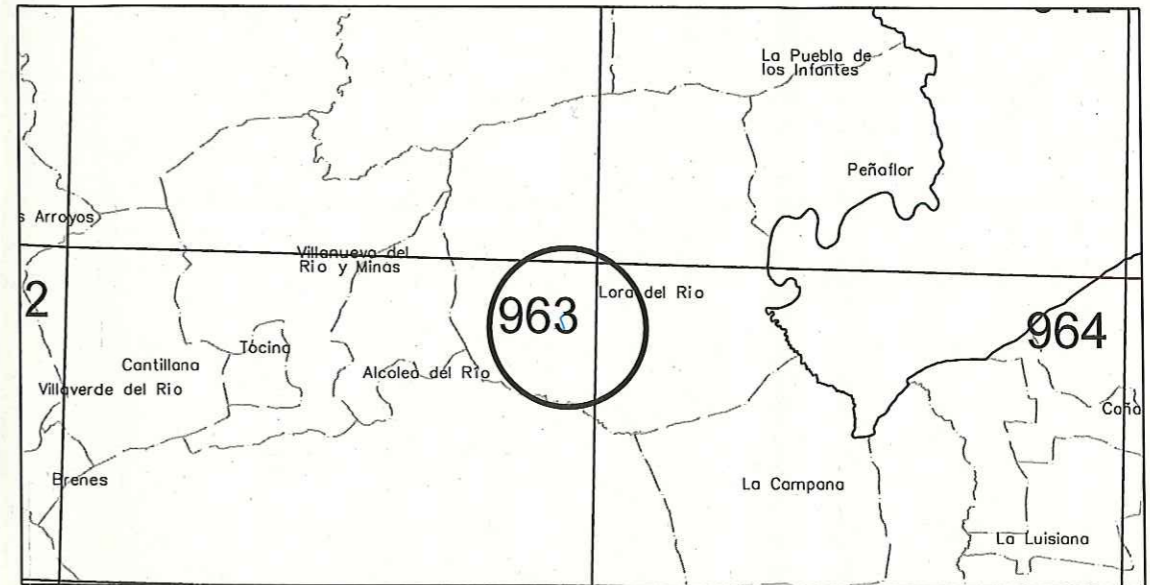 La Puebla de
los Infantes
Peñaflor
s Arroyos
Villanueva del
Rio y Minas
2
963
Lora del Rio
964
Tocina
Cantillana
Alcolea del Rio
Villaverde del Rio
Caña
Brenes
La Campana
La Luisiana